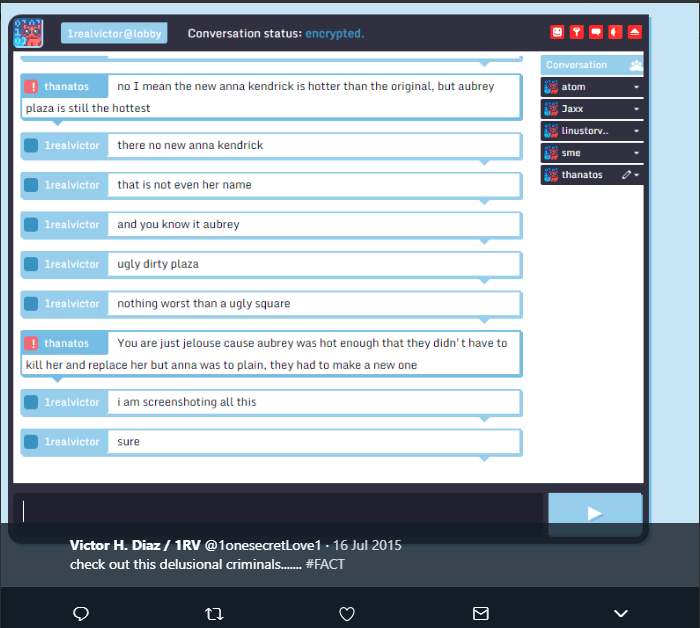 1realvictor@lobby
Conversation status: encrypted.
Conversation
atom
Jaxx
linustorv..
sme
thanatos
! thanatos no I mean the new anna kendrick is hotter than the original, but aubrey
plaza is still the hottest
1realvictor there no new anna kendrick
1realvictor that is not even her name
1realvictor and you know it aubrey
1realvictor ugly dirty plaza
1realvictor nothing worst than a ugly square
! thanatos You are just jelouse cause aubrey was hot enough that they didn't have to
kill her and replace her but anna was to plain, they had to make a new one
1realvictor i am screenshoting all this
1realvictor sure
Victor H. Diaz / 1RV @1onesecretLove1 · 16 Jul 2015
check out this delusional criminals....... #FACT